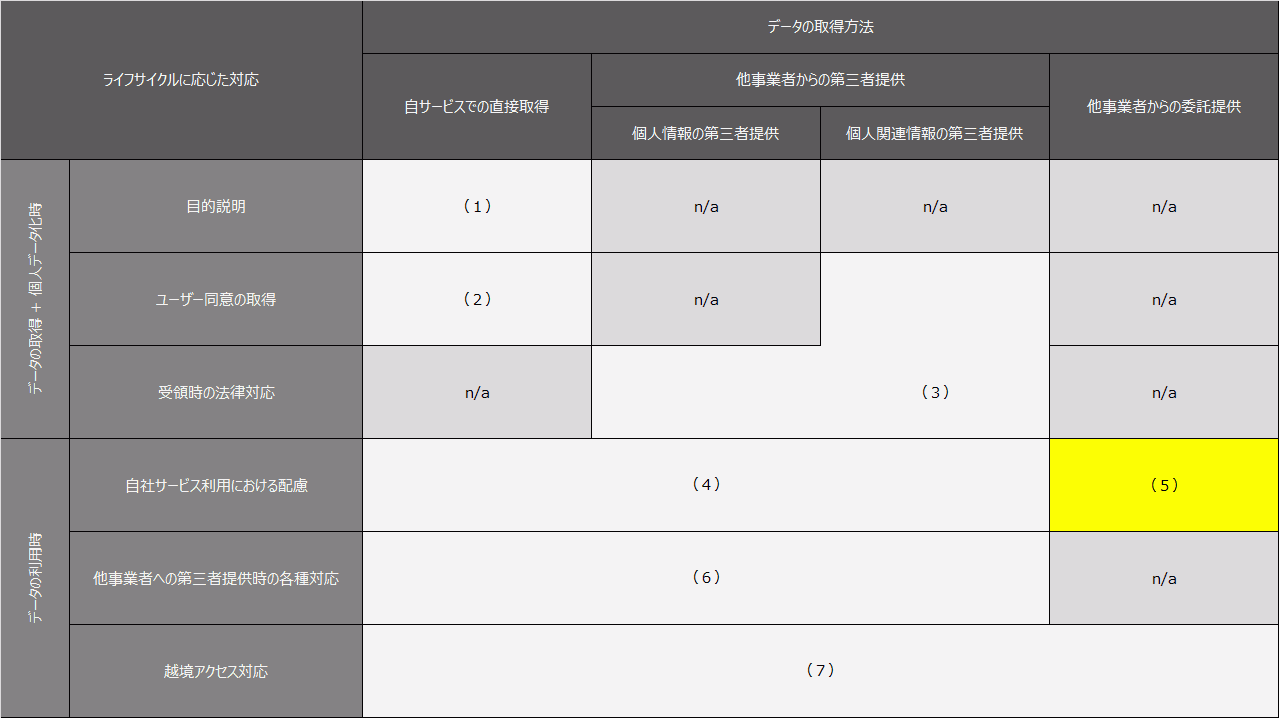 データの取得方法
ライフサイクルに応じた対応
自サービスでの直接取得
他事業者からの第三者提供
他事業者からの委託提供
個人情報の第三者提供
個人関連情報の第三者提供
データの取得 + 個人データ化時
目的説明
（１）
n/a
n/a
n/a
ユーザー同意の取得
（２）
n/a
n/a
受領時の法律対応
n/a
（３）
n/a
データの利用時
自社サービス利用における配慮
（４）
（５）
他事業者への第三者提供時の各種対応
（６）
n/a
越境アクセス対応
（７）